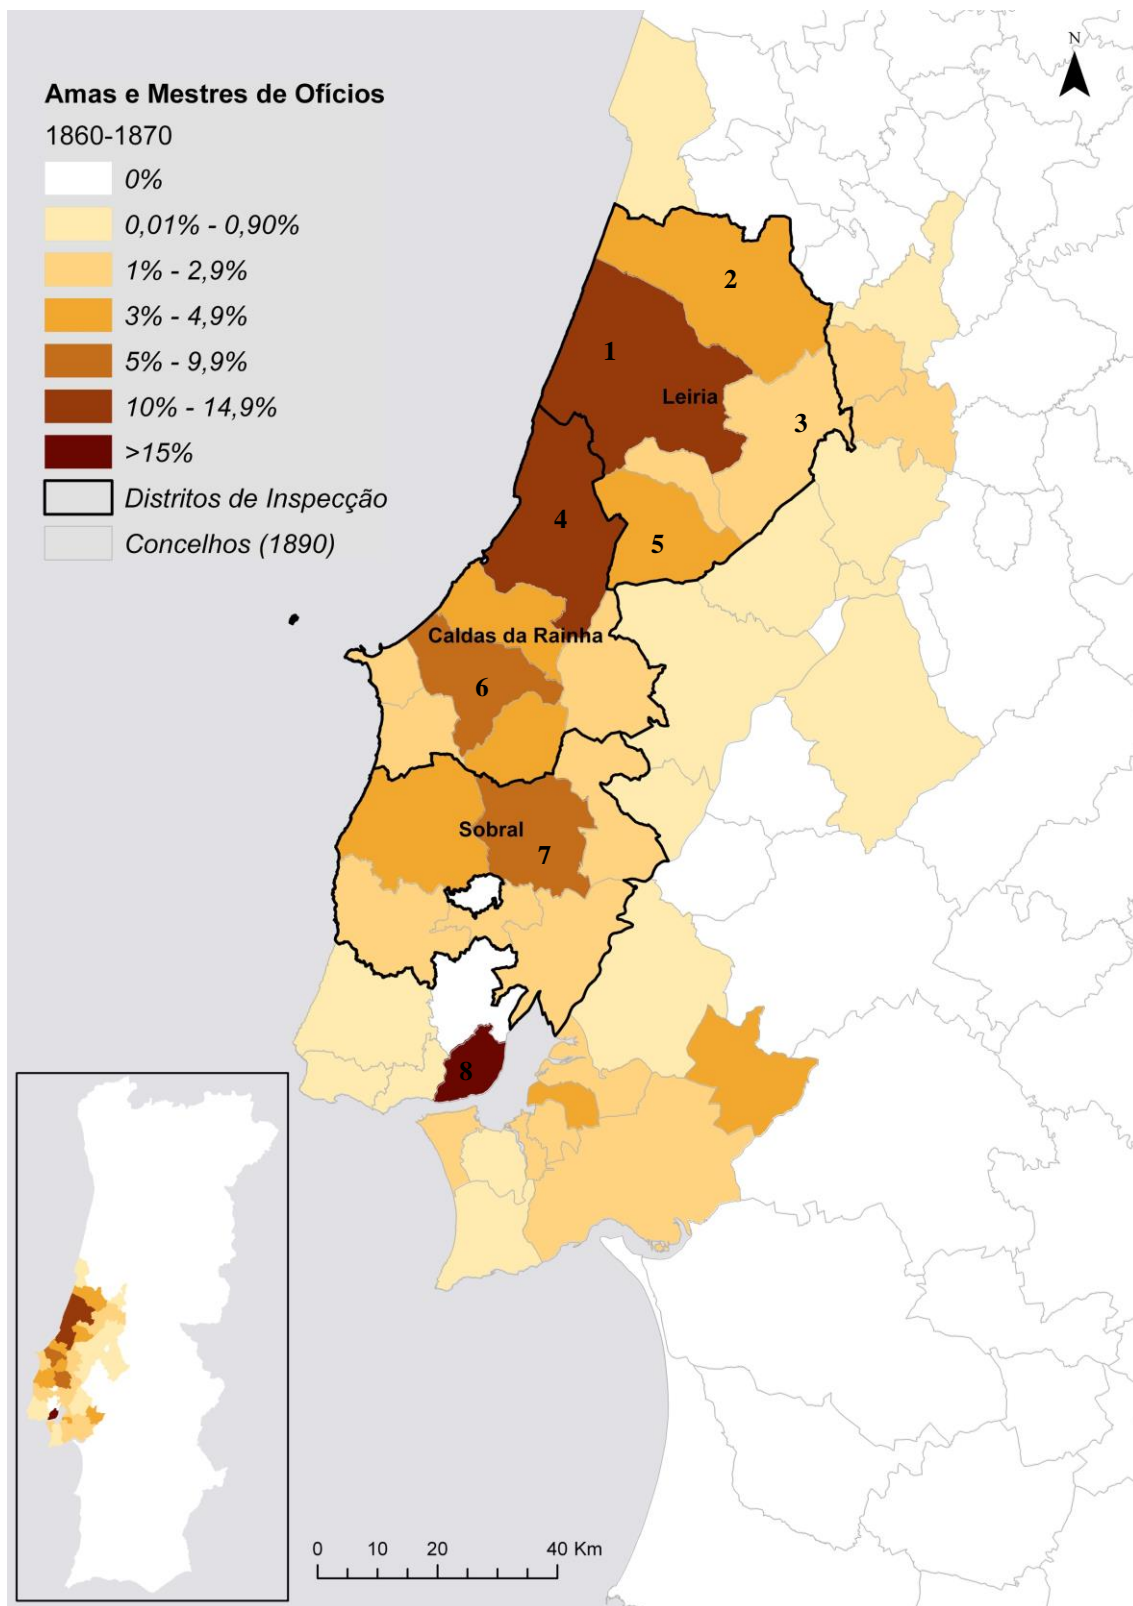 N
Amas e Mestres de Ofícios
1860-1870
0%
0,01% - 0,90%
1% - 2,9%
3% - 4,9%
5% - 9,9%
10% - 14,9%
>15%
Distritos de Inspecção
Concelhos (1890)
2
1
Leiria
3
4
5
Caldas da Rainha
6
Sobral
7
8
0 10 20 40 Km